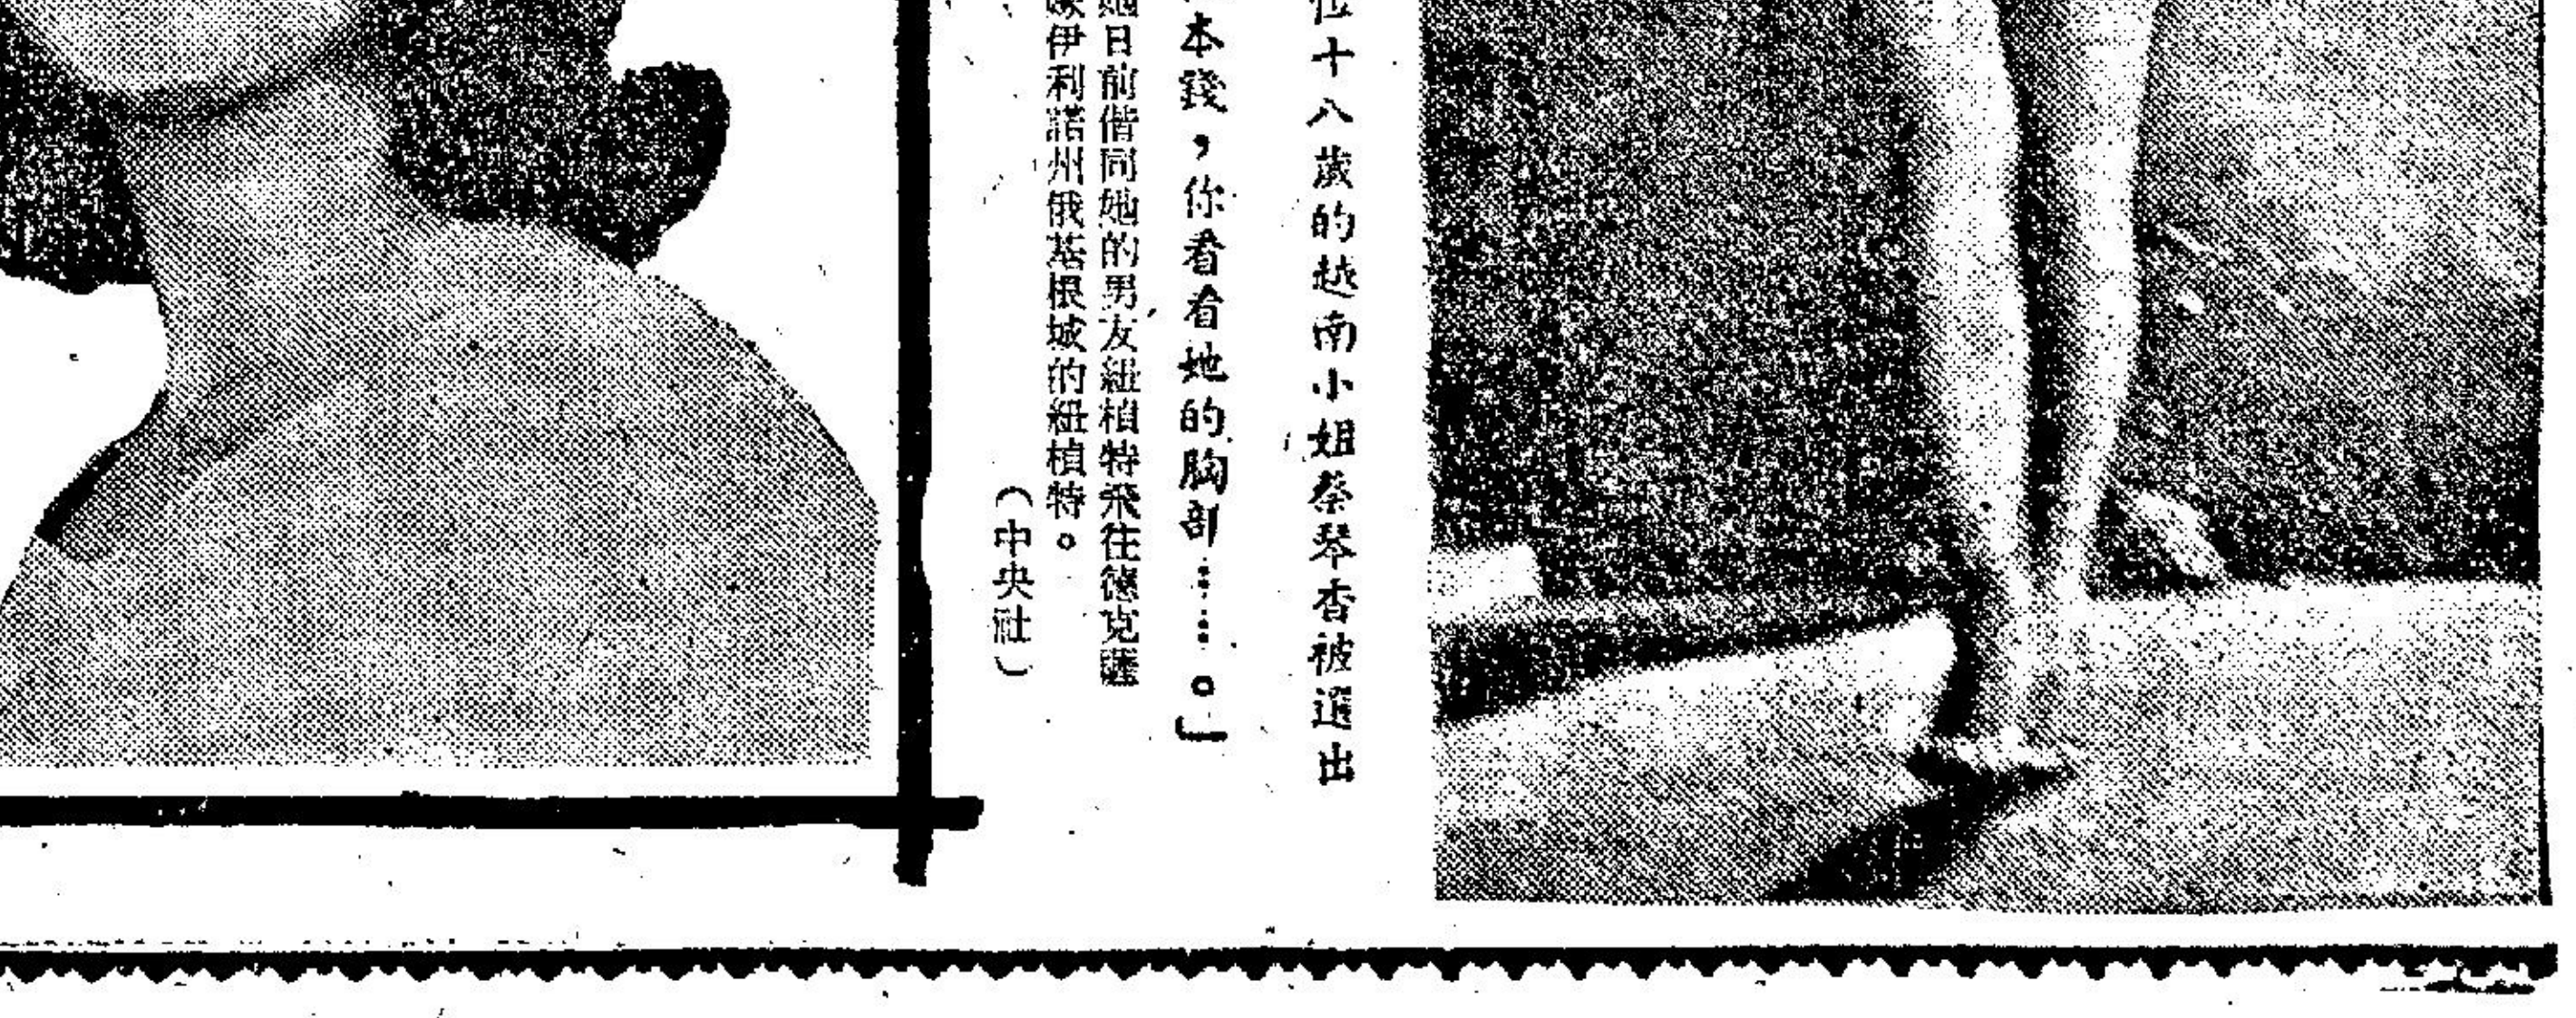 位十八歲的越南小姐蔡琴香被選出
本錢，你看看她的胸部………。」
她日前偕同她的男友紐楨特飛往德克薩
嫁伊利諾州俄基根城的紐楨特。
（中央社）